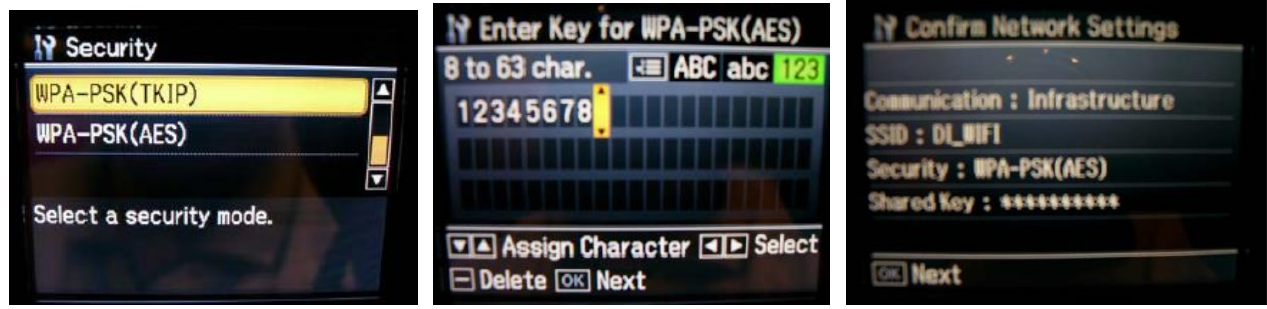 Security
WPA-PSK(TKIP)
WPA-PSK(AES)
Select a security mode.
Enter Key for WPA-PSK(AES)
8 to 63 char. ABC abc 123
12345678
Assign Character Select
Delete OK Next
Confirm Network Settings
Communication : Infrastructure
SSID : DI_WIFI
Security : WPA-PSK(AES)
Shared Key : **********
OK Next